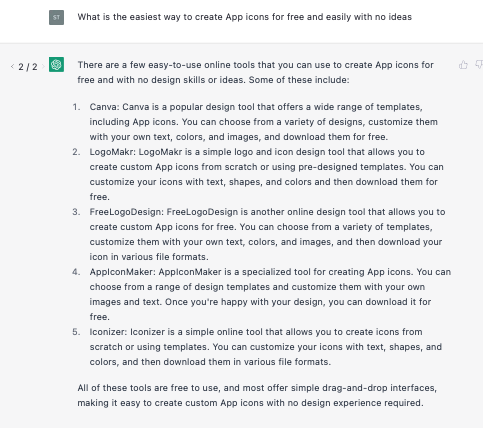 ST What is the easiest way to create App icons for free and easily with no ideas
< 2 / 2 There are a few easy-to-use online tools that you can use to create App icons for
free and with no design skills or ideas. Some of these include:
1. Canva: Canva is a popular design tool that offers a wide range of templates,
including App icons. You can choose from a variety of designs, customize them
with your own text, colors, and images, and download them for free.
2. LogoMakr: LogoMakr is a simple logo and icon design tool that allows you to
create custom App icons from scratch or using pre-designed templates. You can
customize your icons with text, shapes, and colors and then download them for
free.
3. FreeLogoDesign: FreeLogoDesign is another online design tool that allows you to
create custom App icons for free. You can choose from a variety of templates,
customize them with your own text, colors, and images, and then download your
icon in various file formats.
4. AppIconMaker: AppIconMaker is a specialized tool for creating App icons. You can
choose from a range of design templates and customize them with your own
images and text. Once you're happy with your design, you can download it for
free.
5. Iconizer: Iconizer is a simple online tool that allows you to create icons from
scratch or using templates. You can customize your icons with text, shapes, and
colors, and then download them in various file formats.
All of these tools are free to use, and most offer simple drag-and-drop interfaces,
making it easy to create custom App icons with no design experience required.